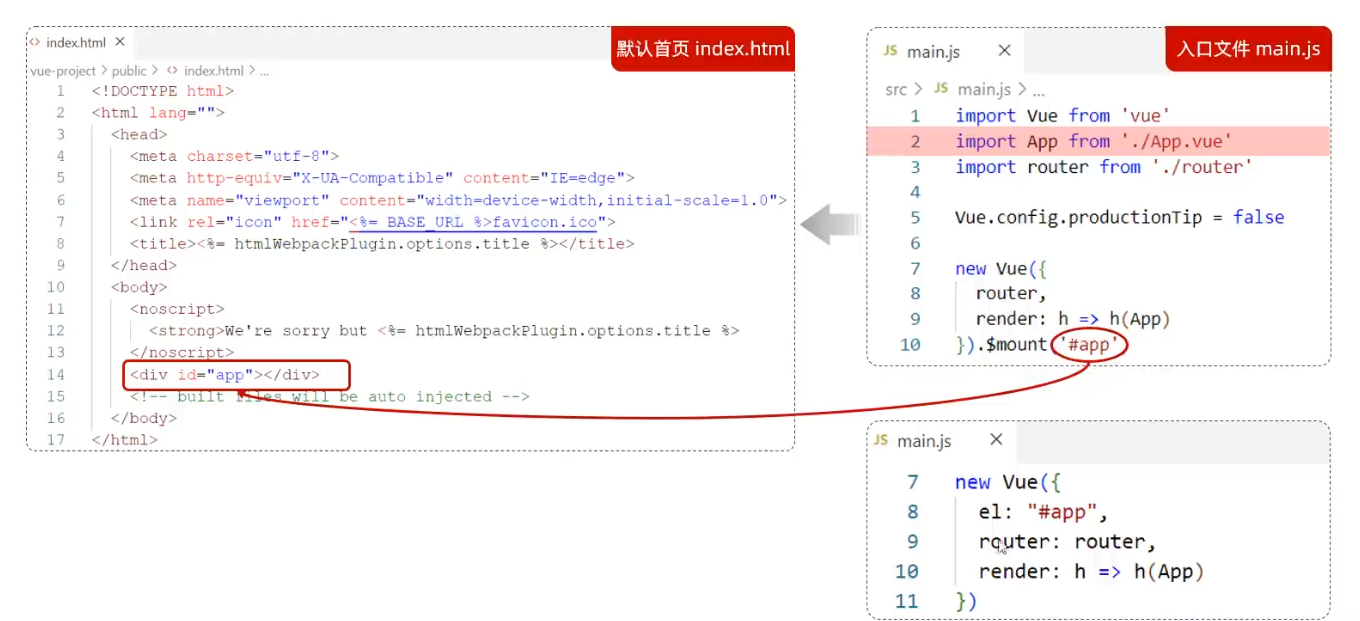 index.html ×
默认首页 index.html
vue-project > public > <> index.html > ...
1 <!DOCTYPE html>
2 <html lang="">
3 <head>
4 <meta charset="utf-8">
5 <meta http-equiv="X-UA-Compatible" content="IE=edge">
6 <meta name="viewport" content="width=device-width,initial-scale=1.0">
7 <link rel="icon" href="<%= BASE_URL %>favicon.ico">
8 <title><%= htmlWebpackPlugin.options.title %></title>
9 </head>
10 <body>
11 <noscript>
12 <strong>We're sorry but <%= htmlWebpackPlugin.options.title %>
13 </noscript>
14 <div id="app"></div>
15 <!-- built files will be auto injected -->
16 </body>
17 </html>
JS main.js ×
入口文件 main.js
src > JS main.js > ...
1 import Vue from 'vue'
2 import App from './App.vue'
3 import router from './router'
4
5 Vue.config.productionTip = false
6
7 new Vue({
8 router,
9 render: h => h(App)
10 }).$mount('#app'
JS main.js ×
7 new Vue({
8 el: "#app",
9 router: router,
10 render: h => h(App)
11 })